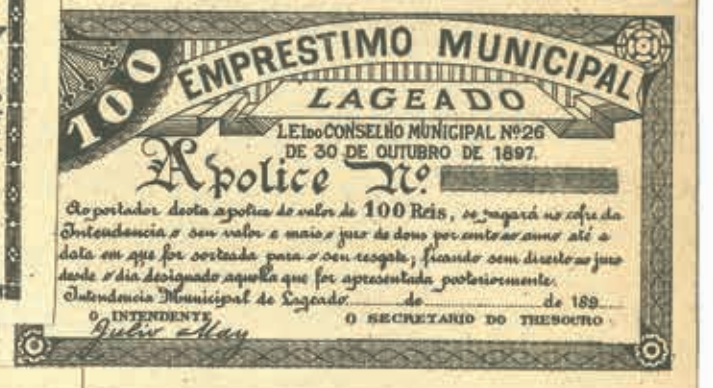 100
EMPRESTIMO MUNICIPAL
LAGEADO
LEI DO CONSELHO MUNICIPAL Nº 26
DE 30 DE OUTUBRO DE 1897.
Apolice Nº
Ao portador desta apolice do valor de 100 Reis, se pagará no cofre da
Intendencia o seu valor e mais o juro de dous por cento ao anno até a
data em que for sorteada para o seu resgate; ficando sem direito ao juro
desde o dia designado aquella que for apresentada posteriormente.
Intendencia Municipal de Lageado ........ de ........ de 189...
O INTENDENTE O SECRETARIO DO THESOURO
Julio May